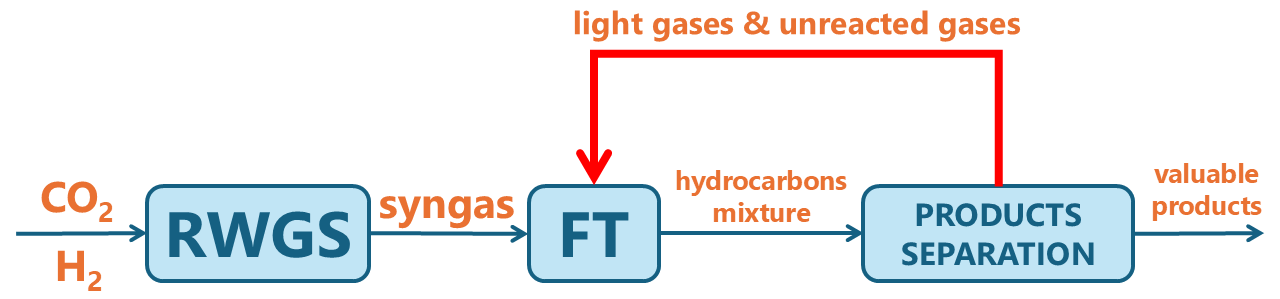 light gases & unreacted gases
CO₂
H₂
RWGS
syngas
FT
hydrocarbons
mixture
PRODUCTS
SEPARATION
valuable
products